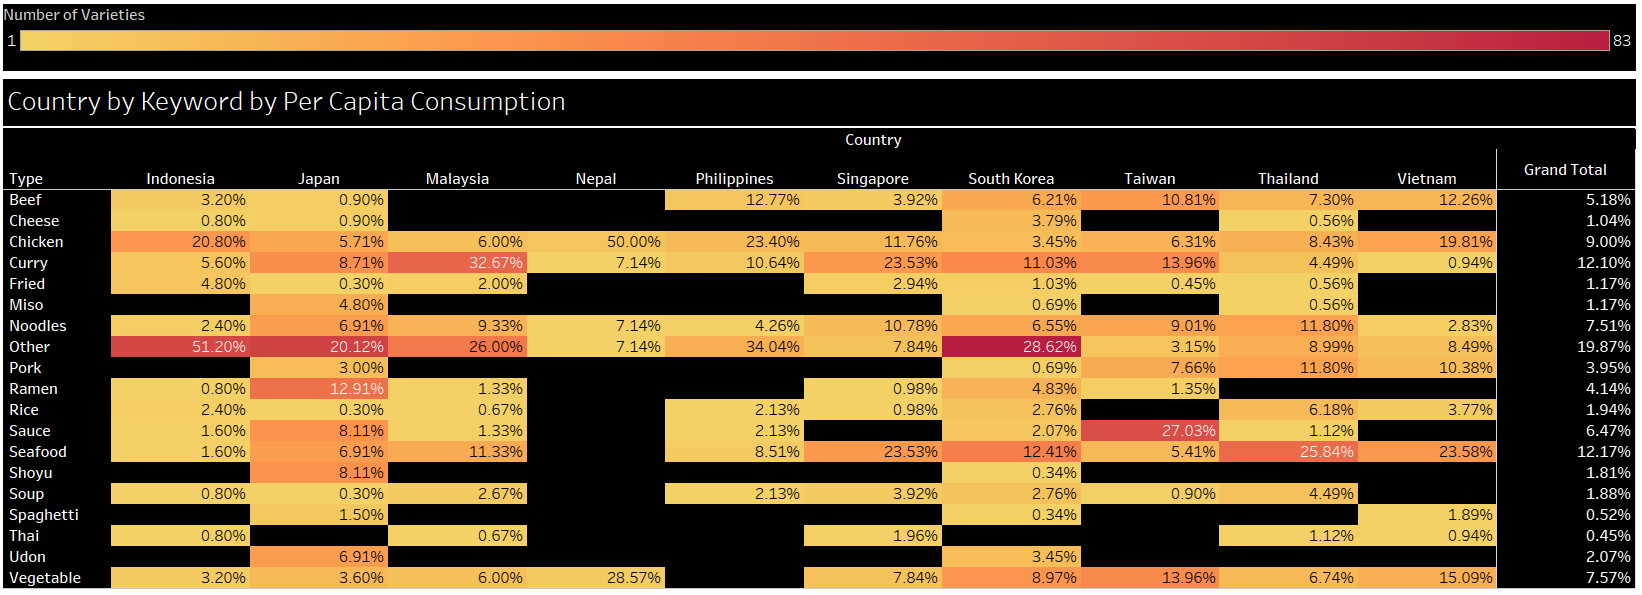 Number of Varieties
1 83
Country by Keyword by Per Capita Consumption
Country
Type Indonesia Japan Malaysia Nepal Philippines Singapore South Korea Taiwan Thailand Vietnam Grand Total
Beef 3.20% 0.90% 12.77% 3.92% 6.21% 10.81% 7.30% 12.26% 5.18%
Cheese 0.80% 0.90% 3.79% 0.56% 1.04%
Chicken 20.80% 5.71% 6.00% 50.00% 23.40% 11.76% 3.45% 6.31% 8.43% 19.81% 9.00%
Curry 5.60% 8.71% 32.67% 7.14% 10.64% 23.53% 11.03% 13.96% 4.49% 0.94% 12.10%
Fried 4.80% 0.30% 2.00% 2.94% 1.03% 0.45% 0.56% 1.17%
Miso 4.80% 0.69% 0.56% 1.17%
Noodles 2.40% 6.91% 9.33% 7.14% 4.26% 10.78% 6.55% 9.01% 11.80% 2.83% 7.51%
Other 51.20% 20.12% 26.00% 7.14% 34.04% 7.84% 28.62% 3.15% 8.99% 8.49% 19.87%
Pork 3.00% 0.69% 7.66% 11.80% 10.38% 3.95%
Ramen 0.80% 12.91% 1.33% 0.98% 4.83% 1.35% 4.14%
Rice 2.40% 0.30% 0.67% 2.13% 0.98% 2.76% 6.18% 3.77% 1.94%
Sauce 1.60% 8.11% 1.33% 2.13% 2.07% 27.03% 1.12% 6.47%
Seafood 1.60% 6.91% 11.33% 8.51% 23.53% 12.41% 5.41% 25.84% 23.58% 12.17%
Shoyu 8.11% 0.34% 1.81%
Soup 0.80% 0.30% 2.67% 2.13% 3.92% 2.76% 0.90% 4.49% 1.88%
Spaghetti 1.50% 0.34% 1.89% 0.52%
Thai 0.80% 0.67% 1.96% 1.12% 0.94% 0.45%
Udon 6.91% 3.45% 2.07%
Vegetable 3.20% 3.60% 6.00% 28.57% 7.84% 8.97% 13.96% 6.74% 15.09% 7.57%